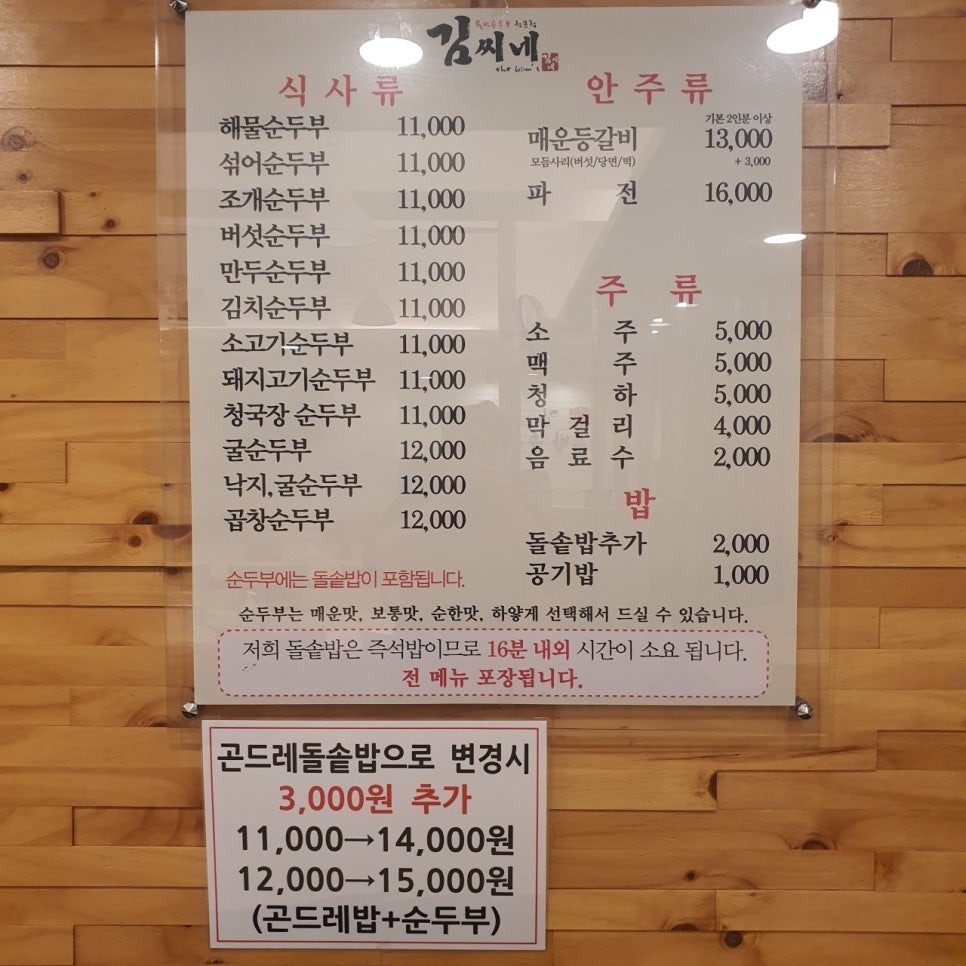 순두부 전문점
김씨네
the kim's
식사류
해물순두부 11,000
섞어순두부 11,000
조개순두부 11,000
버섯순두부 11,000
만두순두부 11,000
김치순두부 11,000
소고기순두부 11,000
돼지고기순두부 11,000
청국장 순두부 11,000
굴순두부 12,000
낙지,굴순두부 12,000
곱창순두부 12,000
안주류
기본 2인분 이상
매운등갈비 13,000
모듬사리(버섯/당면/떡) + 3,000
파전 16,000
주류
소주 5,000
맥주 5,000
청하 5,000
막걸리 4,000
음료수 2,000
밥
돌솥밥추가 2,000
공기밥 1,000
순두부에는 돌솥밥이 포함됩니다.
순두부는 매운맛, 보통맛, 순한맛, 하얗게 선택해서 드실 수 있습니다.
저희 돌솥밥은 즉석밥이므로 16분 내외 시간이 소요 됩니다.
전 메뉴 포장됩니다.
곤드레돌솥밥으로 변경시
3,000원 추가
11,000→14,000원
12,000→15,000원
(곤드레밥+순두부)